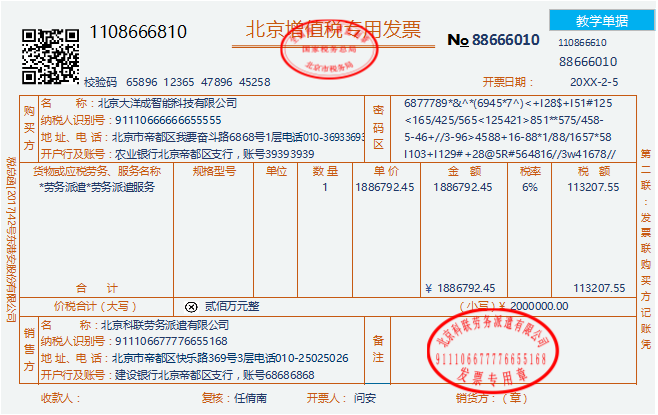 教学单据
1108666810
北京增值税专用发票
№ 88666010
110866610
88666010
国家税务总局
北京市税务局
校验码 65896 12365 47896 45258
开票日期： 20XX-2-5
购买方
名 称： 北京大洋成智能科技有限公司
纳税人识别号：91110666666655555
地 址、电 话：北京市帝都区我要奋斗路6868号1层电话010-36933693
开户行及账号：农业银行北京帝都区支行，账号39393939
密码区
6877789*&^*(6945*7^)<+I28$+I51#125
<165/425/565<125421>851**575/458-
5-46+//3-96>4588+16-88*1/88/1657*58
I103+I129#+28@5R#564816//3w41678//
货物或应税劳务、服务名称 规格型号 单位 数 量 单 价 金 额 税率 税 额
*劳务派遣*劳务派遣服务 1 1886792.45 1886792.45 6% 113207.55
合 计 ¥ 1886792.45 113207.55
价税合计（大写） ⊗ 贰佰万元整 （小写）¥ 2000000.00
销售方
名 称： 北京科联劳务派遣有限公司
纳税人识别号：911106677776655168
地 址、电 话：北京市帝都区快乐路369号3层电话010-25025026
开户行及账号：建设银行北京帝都区支行，账号68686868
备注
北京科联劳务派遣有限公司
911106677776655168
发票专用章
收款人： 复核：任倩南 开票人： 问安 销货方：（章）
税总函[2017]42号东港安股份有限公司
第二联：发票联购买方记账凭